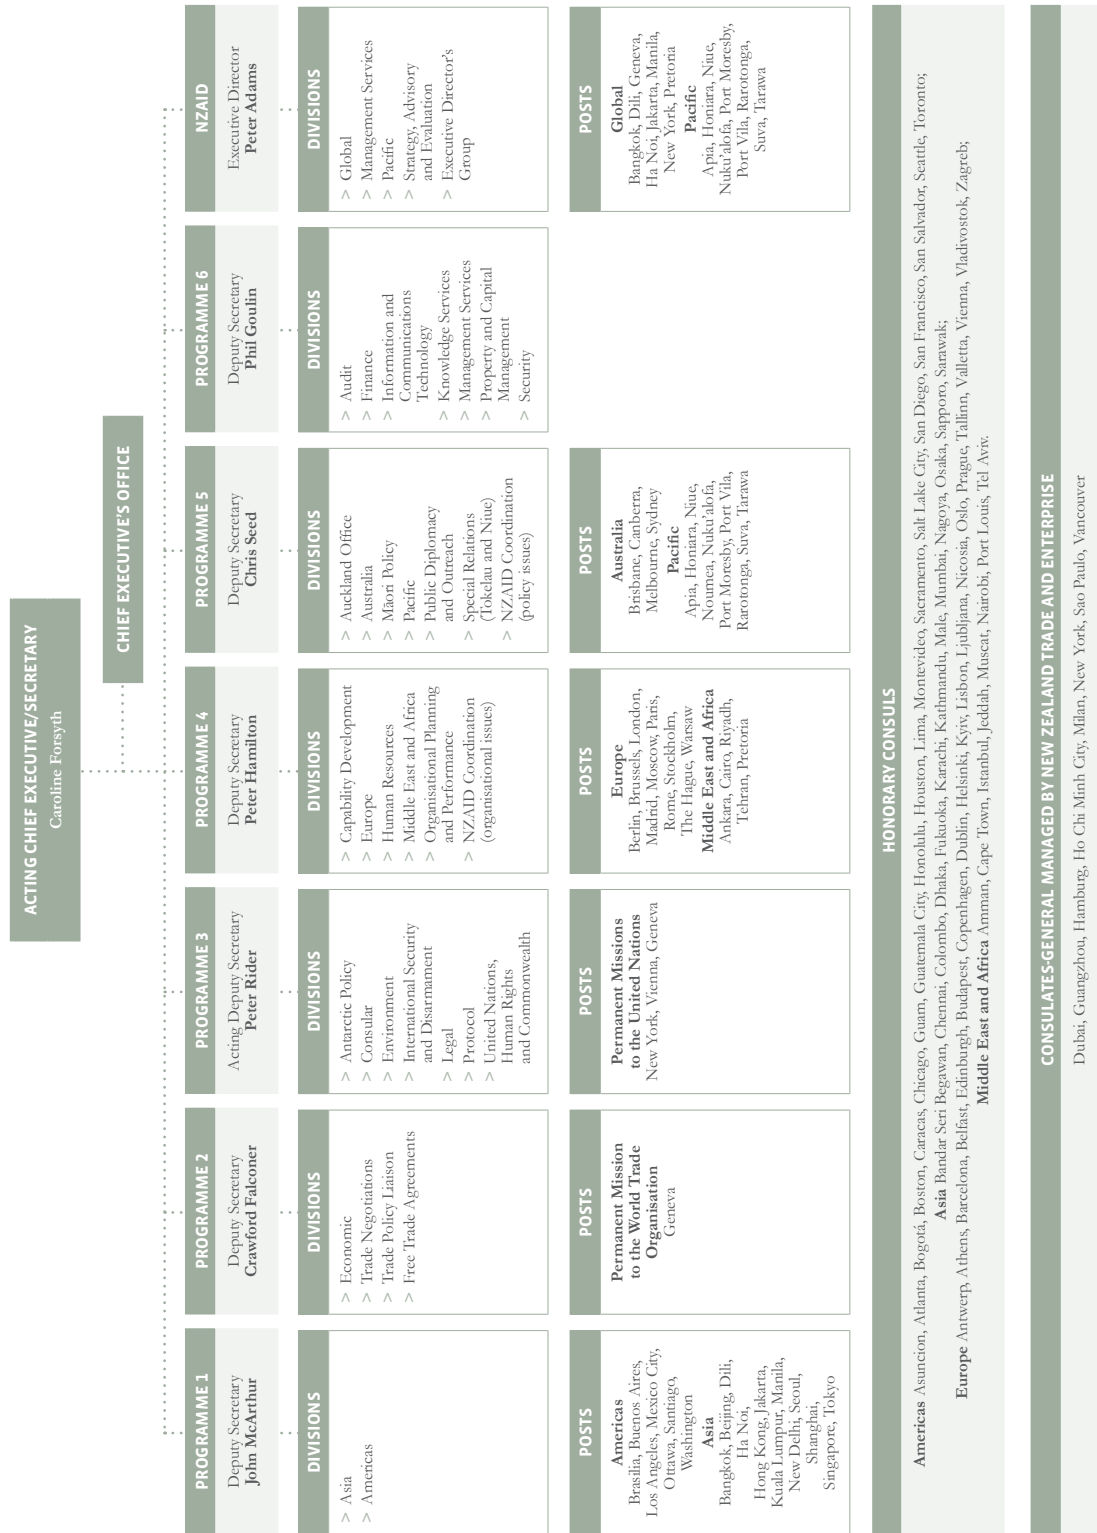 ACTING CHIEF EXECUTIVE/SECRETARY
Caroline Forsyth
CHIEF EXECUTIVE'S OFFICE
PROGRAMME 1
Deputy Secretary
John McArthur
DIVISIONS
> Asia
> Americas
POSTS
Americas
Brasilia, Buenos Aires,
Los Angeles, Mexico City,
Ottawa, Santiago,
Washington
Asia
Bangkok, Beijing, Dili,
Ha Noi,
Hong Kong, Jakarta,
Kuala Lumpur, Manila,
New Delhi, Seoul,
Shanghai,
Singapore, Tokyo
PROGRAMME 2
Deputy Secretary
Crawford Falconer
DIVISIONS
> Economic
> Trade Negotiations
> Trade Policy Liaison
> Free Trade Agreements
POSTS
Permanent Mission
to the World Trade
Organisation
Geneva
PROGRAMME 3
Acting Deputy Secretary
Peter Rider
DIVISIONS
> Antarctic Policy
> Consular
> Environment
> International Security
and Disarmament
> Legal
> Protocol
> United Nations,
Human Rights
and Commonwealth
POSTS
Permanent Missions
to the United Nations
New York, Vienna, Geneva
PROGRAMME 4
Deputy Secretary
Peter Hamilton
DIVISIONS
> Capability Development
> Europe
> Human Resources
> Middle East and Africa
> Organisational Planning
and Performance
> NZAID Coordination
(organisational issues)
POSTS
Europe
Berlin, Brussels, London,
Madrid, Moscow, Paris,
Rome, Stockholm,
The Hague, Warsaw
Middle East and Africa
Ankara, Cairo, Riyadh,
Tehran, Pretoria
PROGRAMME 5
Deputy Secretary
Chris Seed
DIVISIONS
> Auckland Office
> Australia
> Māori Policy
> Pacific
> Public Diplomacy
and Outreach
> Special Relations
(Tokelau and Niue)
> NZAID Coordination
(policy issues)
POSTS
Australia
Brisbane, Canberra,
Melbourne, Sydney
Pacific
Apia, Honiara, Niue,
Noumea, Nuku'alofa,
Port Moresby, Port Vila,
Rarotonga, Suva, Tarawa
PROGRAMME 6
Deputy Secretary
Phil Goulin
DIVISIONS
> Audit
> Finance
> Information and
Communications
Technology
> Knowledge Services
> Management Services
> Property and Capital
Management
> Security
NZAID
Executive Director
Peter Adams
DIVISIONS
> Global
> Management Services
> Pacific
> Strategy, Advisory
and Evaluation
> Executive Director's
Group
POSTS
Global
Bangkok, Dili, Geneva,
Ha Noi, Jakarta, Manila,
New York, Pretoria
Pacific
Apia, Honiara, Niue,
Nuku'alofa, Port Moresby,
Port Vila, Rarotonga,
Suva, Tarawa
HONORARY CONSULS
Americas Asuncion, Atlanta, Bogotá, Boston, Caracas, Chicago, Guam, Guatemala City, Honolulu, Houston, Lima, Montevideo, Sacramento, Salt Lake City, San Diego, San Francisco, San Salvador, Seattle, Toronto;
Asia Bandar Seri Begawan, Chennai, Colombo, Dhaka, Fukuoka, Karachi, Kathmandu, Male, Mumbai, Nagoya, Osaka, Sapporo, Sarawak;
Europe Antwerp, Athens, Barcelona, Belfast, Edinburgh, Budapest, Copenhagen, Dublin, Helsinki, Kyiv, Lisbon, Ljubljana, Nicosia, Oslo, Prague, Tallinn, Valletta, Vienna, Vladivostok, Zagreb;
Middle East and Africa Amman, Cape Town, Istanbul, Jeddah, Muscat, Nairobi, Port Louis, Tel Aviv.
CONSULATES-GENERAL MANAGED BY NEW ZEALAND TRADE AND ENTERPRISE
Dubai, Guangzhou, Hamburg, Ho Chi Minh City, Milan, New York, Sao Paulo, Vancouver